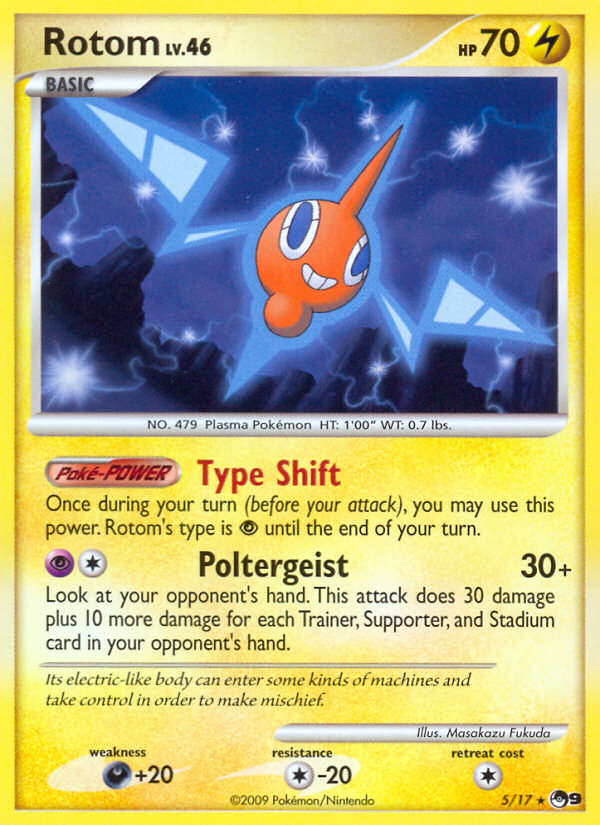 Rotom LV.46 HP 70
BASIC
NO. 479 Plasma Pokémon HT: 1'00" WT: 0.7 lbs.
Poké-POWER Type Shift
Once during your turn (before your attack), you may use this
power. Rotom's type is until the end of your turn.
Poltergeist 30+
Look at your opponent's hand. This attack does 30 damage
plus 10 more damage for each Trainer, Supporter, and Stadium
card in your opponent's hand.
Its electric-like body can enter some kinds of machines and
take control in order to make mischief.
Illus. Masakazu Fukuda
weakness resistance retreat cost
+20 -20
©2009 Pokémon/Nintendo 5/17 ★ 9